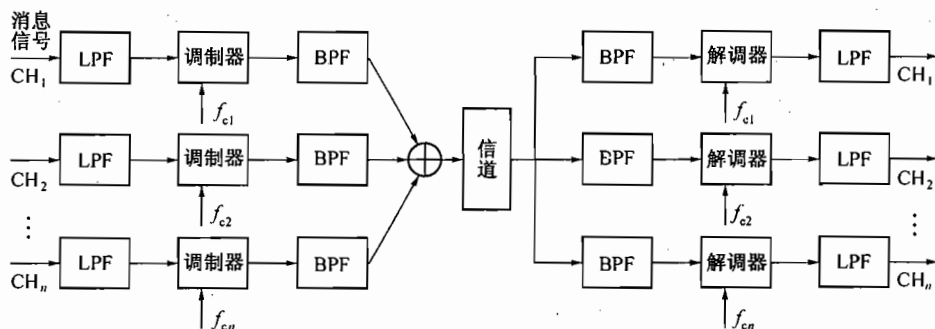 消息
信号
CH₁ LPF 调制器 BPF BPF 解调器 LPF CH₁
f_c1 f_c1
信道
CH₂ LPF 调制器 BPF BPF 解调器 LPF CH₂
f_c2 f_c2
⋮ ⋮
CHₙ LPF 调制器 BPF BPF 解调器 LPF CHₙ
f_cn f_cn